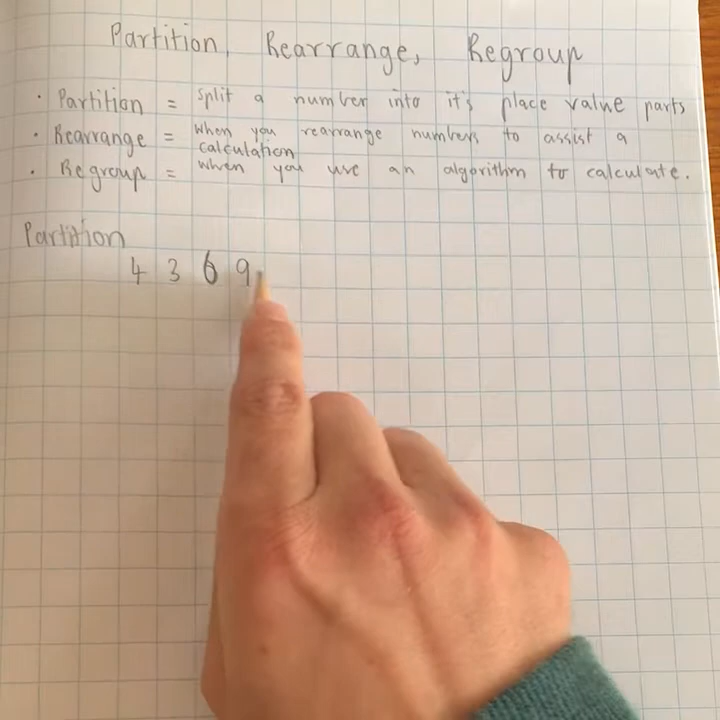 Partition, Rearrange, Regroup
· Partition = split a number into it's place value parts
· Rearrange = when you rearrange numbers to assist a
calculation
· Regroup = when you use an algorithm to calculate.
Partition
4 3 6 9